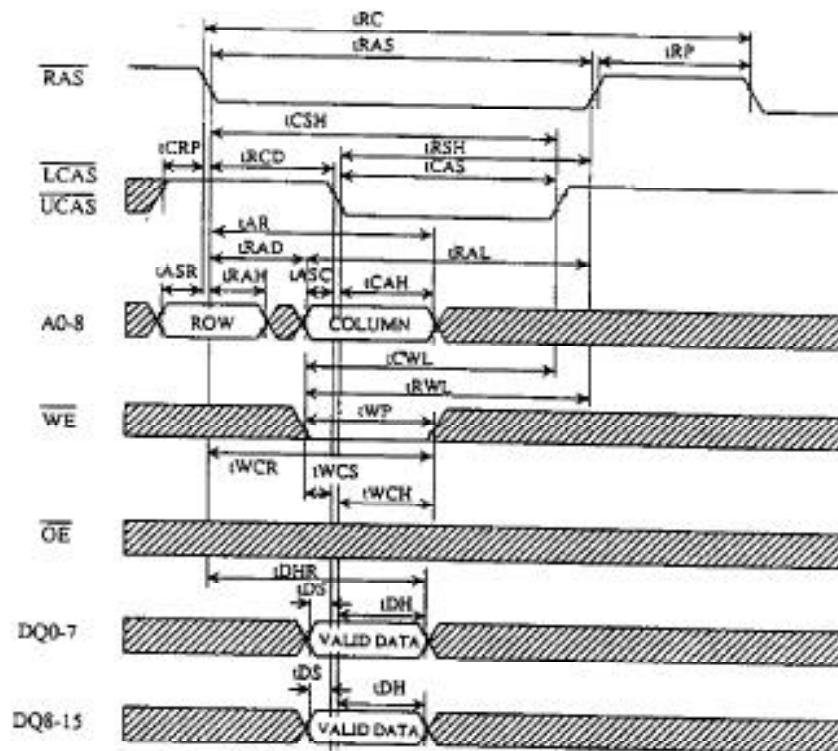 tRC
tRAS
tRP
RAS
tCSH
tCRP
tRCD
tRSH
LCAS
tCAS
UCAS
tAR
tRAD
tRAL
tASR
tRAH
tASC
tCAH
A0-8
ROW
COLUMN
tCWL
tRWL
WE
tWP
tWCR
tWCS
tWCH
OE
tDHR
tDS
tDH
DQ0-7
VALID DATA
tDS
tDH
DQ8-15
VALID DATA